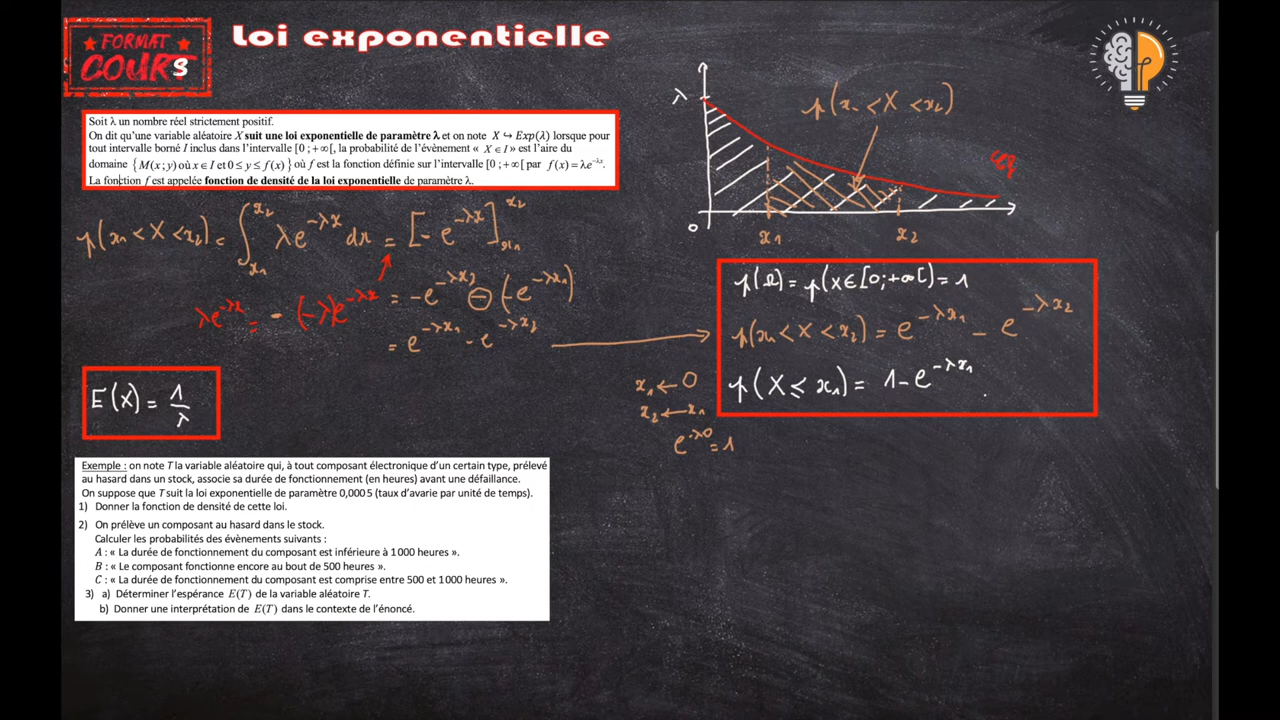 FORMAT
COURS
Loi exponentielle
Soit λ un nombre réel strictement positif.
On dit qu'une variable aléatoire X suit une loi exponentielle de paramètre λ et on note X ↪ Exp(λ) lorsque pour
tout intervalle borné I inclus dans l'intervalle [0 ; +∞[, la probabilité de l'évènement « X ∈ I » est l'aire du
domaine {M(x ; y) où x ∈ I et 0 ≤ y ≤ f(x)} où f est la fonction définie sur l'intervalle [0 ; +∞[ par f(x) = λe^{-λx}.
La fonction f est appelée fonction de densité de la loi exponentielle de paramètre λ.
λ
p(x₁ < X < x₂)
Cf
0
x₁
x₂
p(x₁ < X < x₂) = ∫_{x₁}^{x₂} λe^{-λx} dx = [-e^{-λx}]_{x₁}^{x₂}
λe^{-λx} = -(-λ)e^{-λx}
= -e^{-λx₂} - (-e^{-λx₁})
= e^{-λx₁} - e^{-λx₂}
p(Ω) = p(X∈[0;+∞[) = 1
p(x₁ < X < x₂) = e^{-λx₁} - e^{-λx₂}
p(X ≤ x₁) = 1 - e^{-λx₁}
x₁ ← 0
x₂ ← x₁
e^{-λ0} = 1
E(X) = 1/λ
Exemple : on note T la variable aléatoire qui, à tout composant électronique d'un certain type, prélevé
au hasard dans un stock, associe sa durée de fonctionnement (en heures) avant une défaillance.
On suppose que T suit la loi exponentielle de paramètre 0,0005 (taux d'avarie par unité de temps).
1) Donner la fonction de densité de cette loi.
2) On prélève un composant au hasard dans le stock.
Calculer les probabilités des évènements suivants :
A : « La durée de fonctionnement du composant est inférieure à 1000 heures ».
B : « Le composant fonctionne encore au bout de 500 heures ».
C : « La durée de fonctionnement du composant est comprise entre 500 et 1000 heures ».
3) a) Déterminer l'espérance E(T) de la variable aléatoire T.
b) Donner une interprétation de E(T) dans le contexte de l'énoncé.